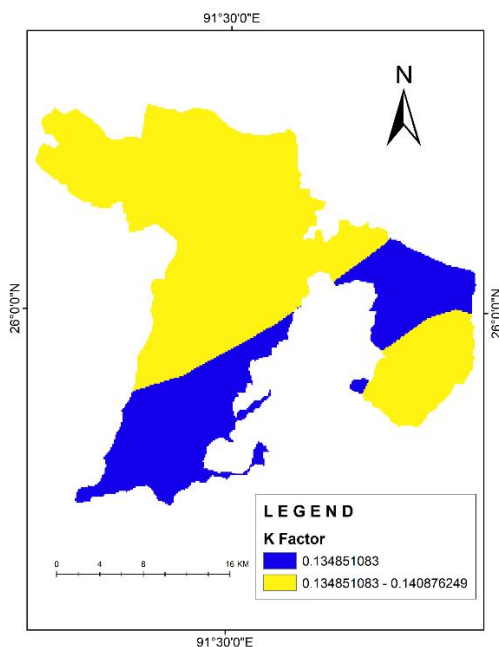 91°30'0"E
N
26°0'0"N
26°0'0"N
LEGEND
K Factor
0.134851083
0.134851083 - 0.140876249
0 4 8 16 KM
91°30'0"E